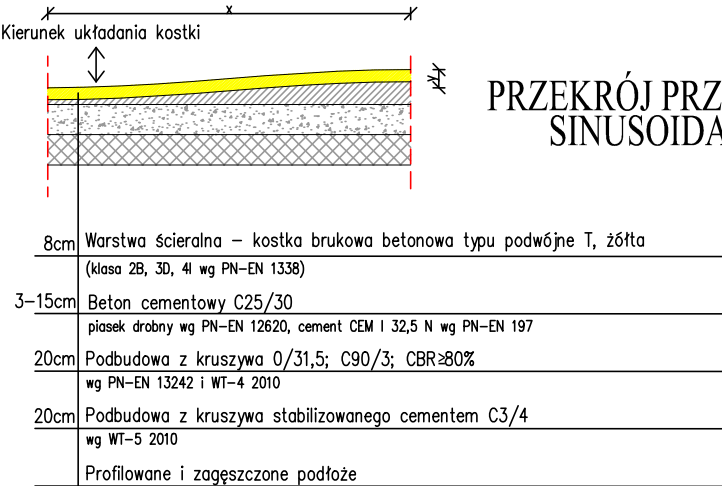 x
Kierunek układania kostki
y
PRZEKRÓJ PRZ
SINUSOIDA
8cm Warstwa ścieralna – kostka brukowa betonowa typu podwójne T, żółta
(klasa 2B, 3D, 4I wg PN-EN 1338)
3-15cm Beton cementowy C25/30
piasek drobny wg PN-EN 12620, cement CEM I 32,5 N wg PN-EN 197
20cm Podbudowa z kruszywa 0/31,5; C90/3; CBR≥80%
wg PN-EN 13242 i WT-4 2010
20cm Podbudowa z kruszywa stabilizowanego cementem C3/4
wg WT-5 2010
Profilowane i zagęszczone podłoże